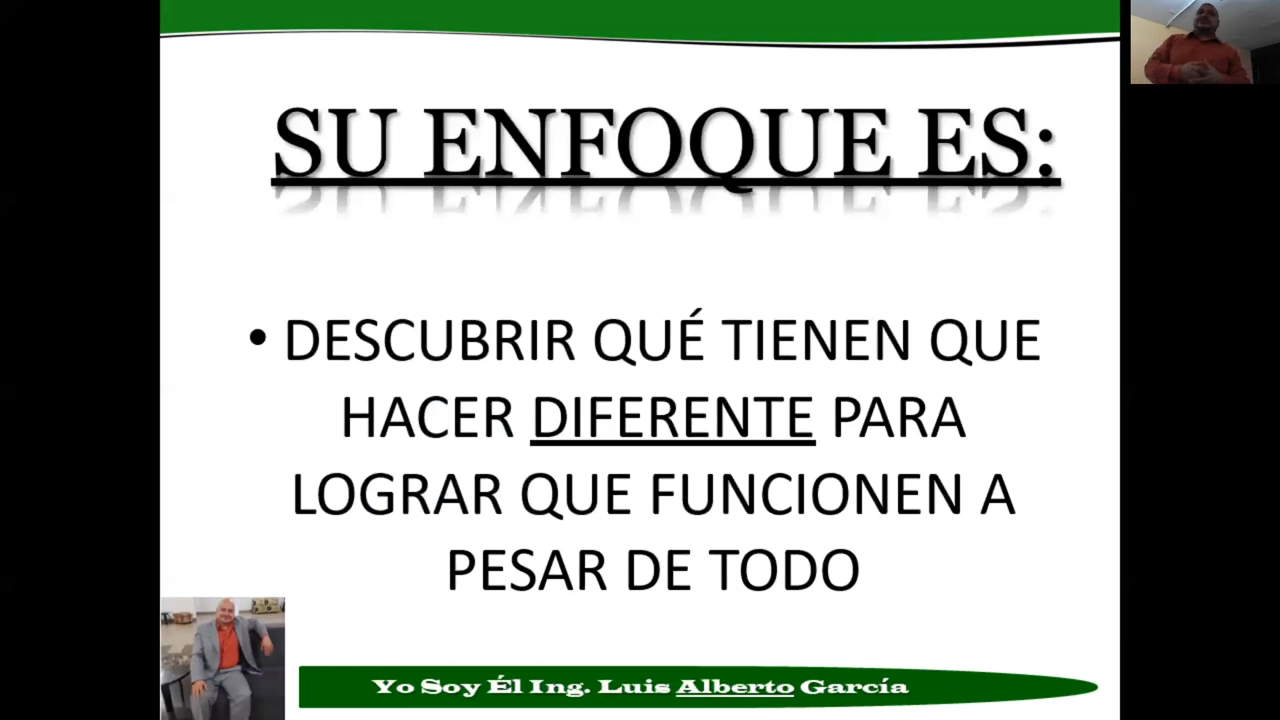 SU ENFOQUE ES:
• DESCUBRIR QUÉ TIENEN QUE
HACER DIFERENTE PARA
LOGRAR QUE FUNCIONEN A
PESAR DE TODO
Yo Soy Él Ing. Luis Alberto García